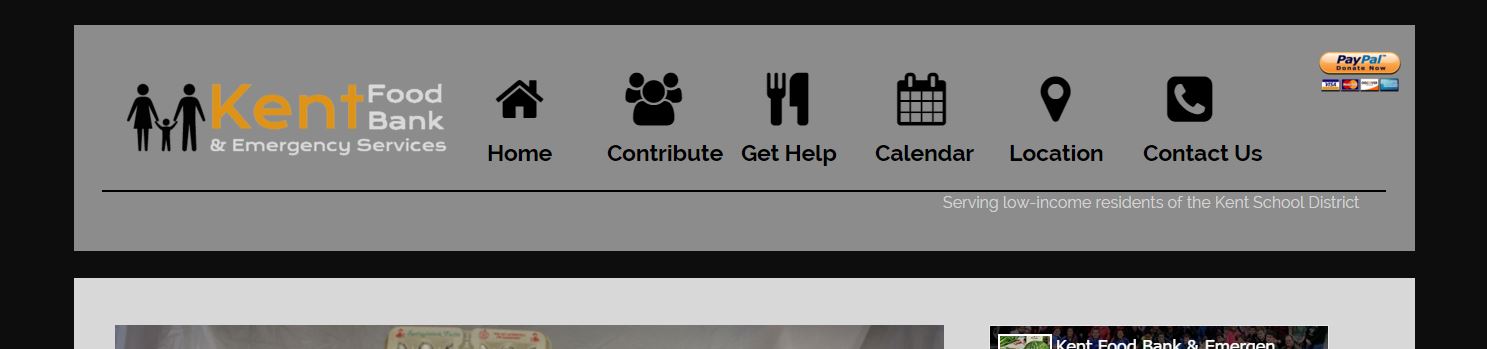 PayPal
Donate Now
VISA
Kent Food
Bank
& Emergency Services
Home
Contribute
Get Help
Calendar
Location
Contact Us
Serving low-income residents of the Kent School District
Kent Food Bank & Emergen